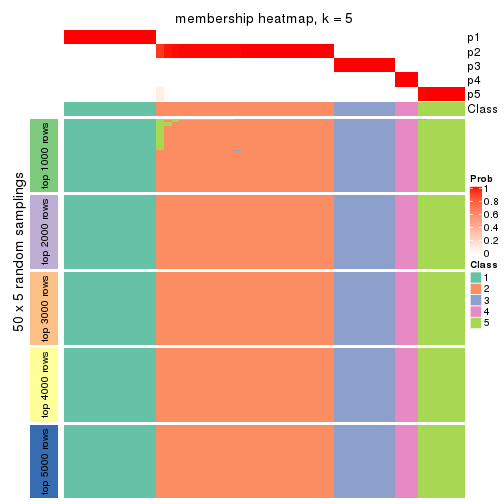 membership heatmap, k = 5
p1
p2
p3
p4
p5
Class
50 x 5 random samplings
top 1000 rows
top 2000 rows
top 3000 rows
top 4000 rows
top 5000 rows
Prob
1
0.8
0.6
0.4
0.2
0
Class
1
2
3
4
5